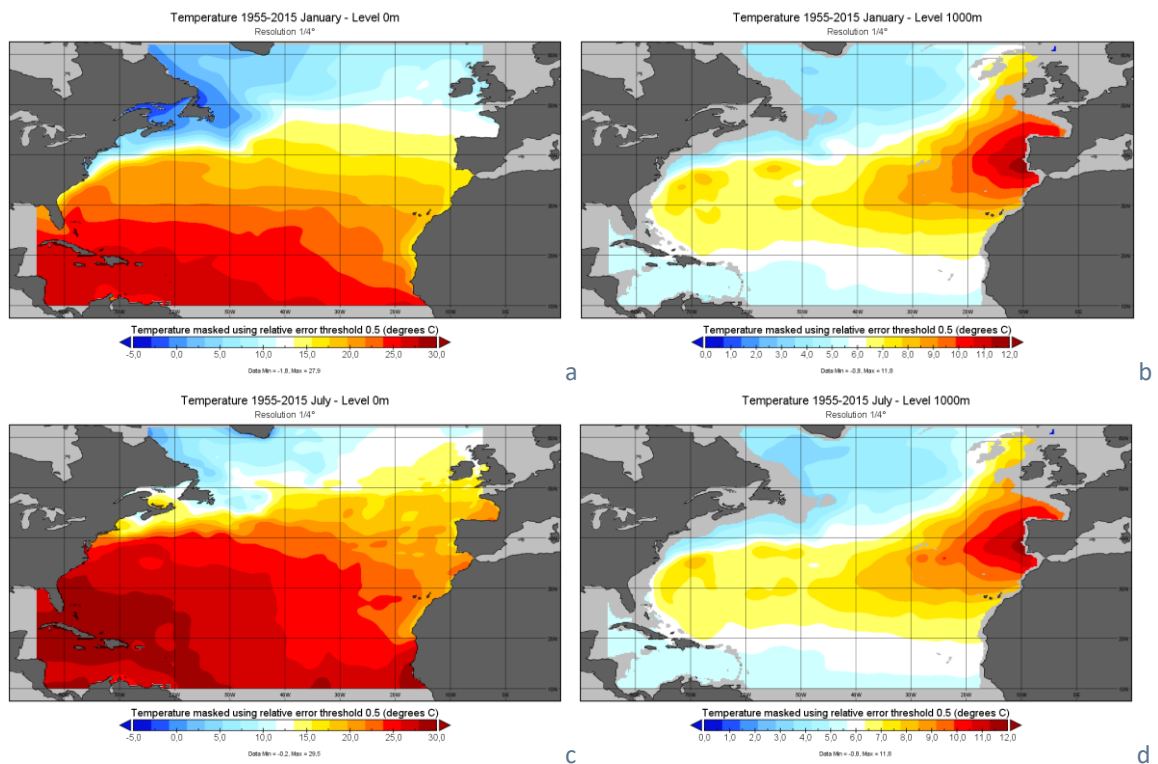 Temperature 1955-2015 January - Level 0m
Resolution 1/4°
Temperature masked using relative error threshold 0.5 (degrees C)
-5,0 0,0 5,0 10,0 15,0 20,0 25,0 30,0
Data Min = -1,8, Max = 27,9
a
Temperature 1955-2015 January - Level 1000m
Resolution 1/4°
Temperature masked using relative error threshold 0.5 (degrees C)
0,0 1,0 2,0 3,0 4,0 5,0 6,0 7,0 8,0 9,0 10,0 11,0 12,0
Data Min = -0,8, Max = 11,8
b
Temperature 1955-2015 July - Level 0m
Resolution 1/4°
Temperature masked using relative error threshold 0.5 (degrees C)
-5,0 0,0 5,0 10,0 15,0 20,0 25,0 30,0
Data Min = -0,2, Max = 29,5
c
Temperature 1955-2015 July - Level 1000m
Resolution 1/4°
Temperature masked using relative error threshold 0.5 (degrees C)
0,0 1,0 2,0 3,0 4,0 5,0 6,0 7,0 8,0 9,0 10,0 11,0 12,0
Data Min = -0,8, Max = 11,8
d